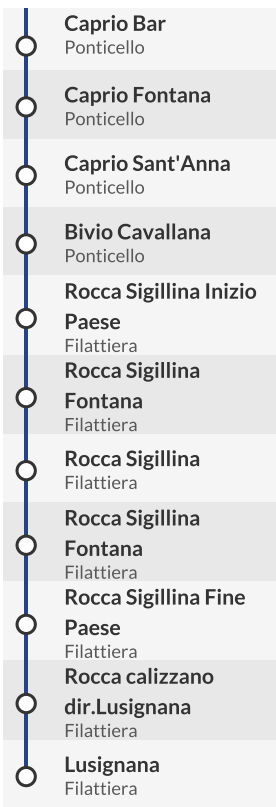 Caprio Bar
Ponticello
Caprio Fontana
Ponticello
Caprio Sant'Anna
Ponticello
Bivio Cavallana
Ponticello
Rocca Sigillina Inizio
Paese
Filattiera
Rocca Sigillina
Fontana
Filattiera
Rocca Sigillina
Filattiera
Rocca Sigillina
Fontana
Filattiera
Rocca Sigillina Fine
Paese
Filattiera
Rocca calizzano
dir.Lusignana
Filattiera
Lusignana
Filattiera